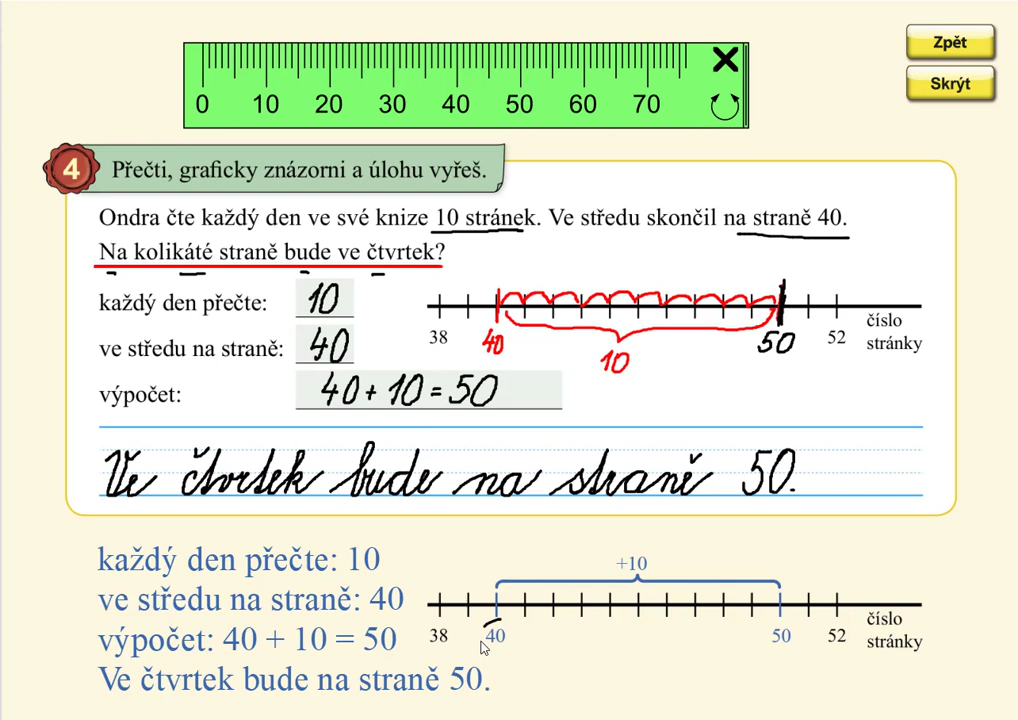 Zpět
Skrýt
0 10 20 30 40 50 60 70
4 Přečti, graficky znázorni a úlohu vyřeš.
Ondra čte každý den ve své knize 10 stránek. Ve středu skončil na straně 40.
Na kolikáté straně bude ve čtvrtek?
každý den přečte: 10
ve středu na straně: 40
výpočet: 40 + 10 = 50
38 40 10 50 52 číslo
stránky
Ve čtvrtek bude na straně 50.
každý den přečte: 10
ve středu na straně: 40
výpočet: 40 + 10 = 50
Ve čtvrtek bude na straně 50.
+10
38 40 50 52 číslo
stránky